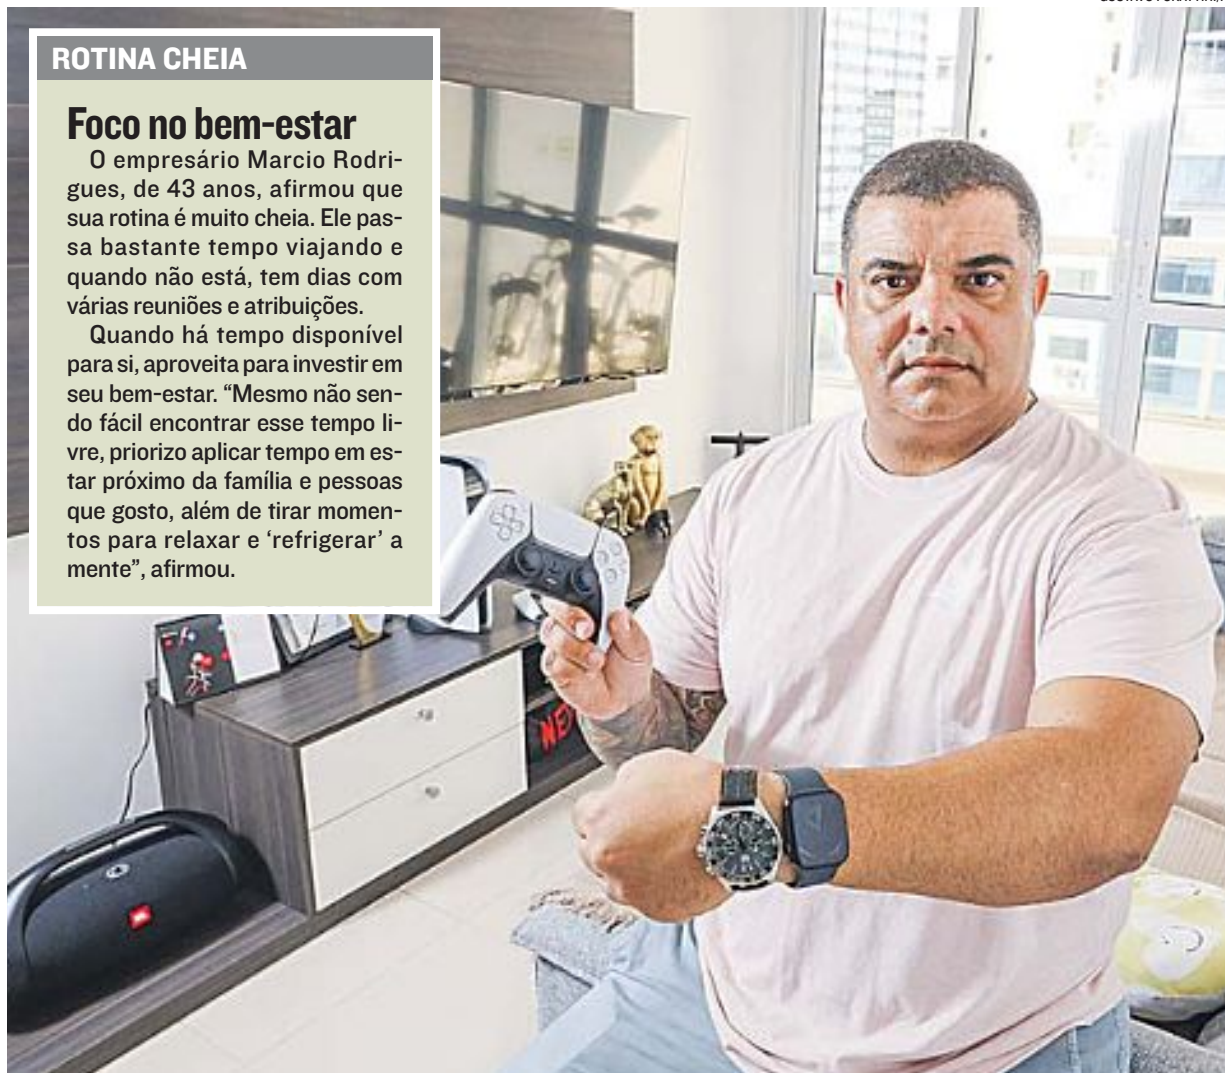 ROTINA CHEIA
Foco no bem-estar
O empresário Marcio Rodri-
gues, de 43 anos, afirmou que
sua rotina é muito cheia. Ele pas-
sa bastante tempo viajando e
quando não está, tem dias com
várias reuniões e atribuições.
Quando há tempo disponível
para si, aproveita para investir em
seu bem-estar. “Mesmo não sen-
do fácil encontrar esse tempo li-
vre, priorizo aplicar tempo em es-
tar próximo da família e pessoas
que gosto, além de tirar momen-
tos para relaxar e ‘refrigerar’ a
mente”, afirmou.
JBL